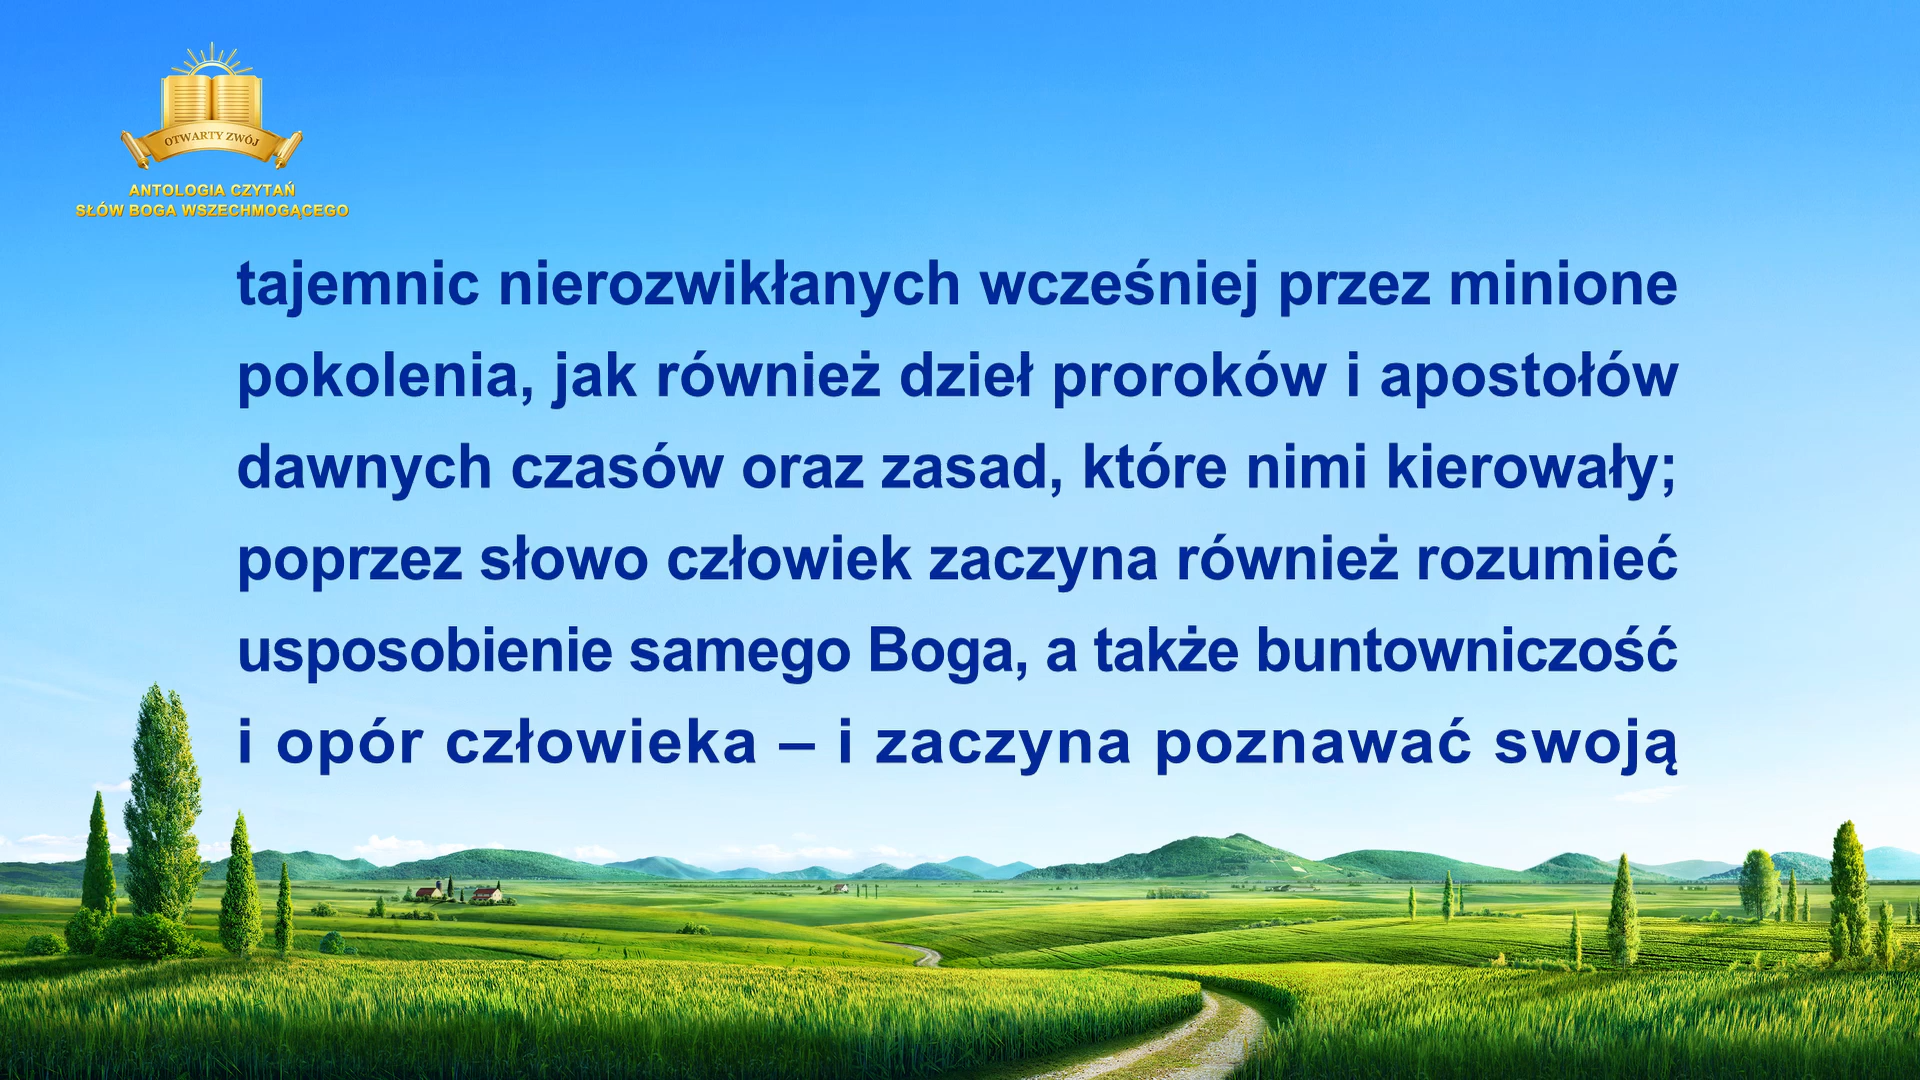 OTWARTY ZWÓJ
ANTOLOGIA CZYTAŃ
SŁÓW BOGA WSZECHMOGĄCEGO
tajemnic nierozwikłanych wcześniej przez minione
pokolenia, jak również dzieł proroków i apostołów
dawnych czasów oraz zasad, które nimi kierowały;
poprzez słowo człowiek zaczyna również rozumieć
usposobienie samego Boga, a także buntowniczość
i opór człowieka – i zaczyna poznawać swoją